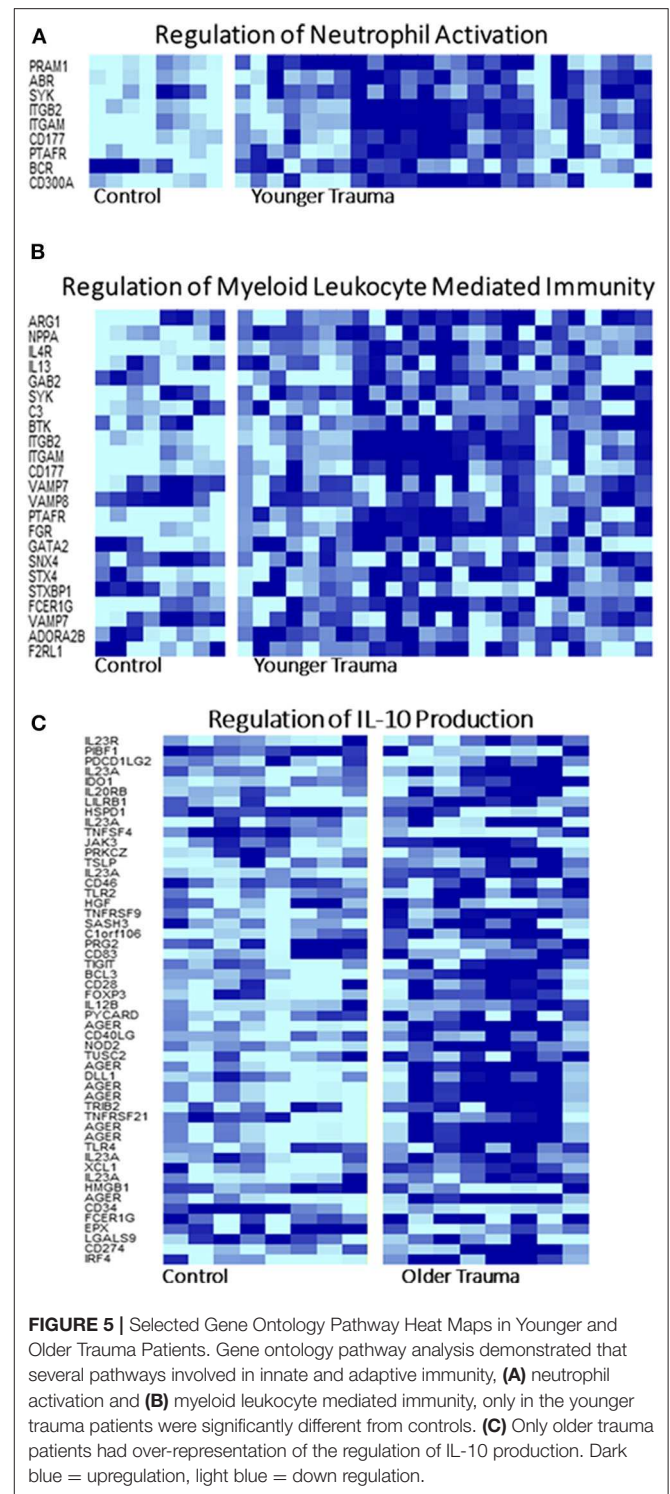 A
Regulation of Neutrophil Activation
PRAM1
ABR
SYK
ITGB2
ITGAM
CD177
PTAFR
BCR
CD300A
Control
Younger Trauma
B
Regulation of Myeloid Leukocyte Mediated Immunity
ARG1
NPPA
IL4R
IL13
GAB2
SYK
C3
BTK
ITGB2
ITGAM
CD177
VAMP7
VAMP8
PTAFR
FGR
GATA2
SNX4
STX4
STXBP1
FCER1G
VAMP7
ADORA2B
F2RL1
Control
Younger Trauma
C
Regulation of IL-10 Production
IL23R
PIBF1
PDCD1LG2
IL23A
IDO1
IL20RB
LILRB1
HSPD1
IL23A
TNFSF4
JAK3
PRKCZ
TSLP
IL23A
CD46
TLR2
HGF
TNFRSF9
SASH3
C1orf106
PRG2
CD83
TIGIT
BCL3
CD28
FOXP3
IL12B
PYCARD
AGER
CD40LG
NOD2
TUSC2
AGER
DLL1
AGER
AGER
TRIB2
TNFRSF21
AGER
AGER
TLR4
IL23A
XCL1
IL23A
HMGB1
AGER
CD34
FCER1G
EPX
LGALS9
CD274
IRF4
Control
Older Trauma
FIGURE 5 | Selected Gene Ontology Pathway Heat Maps in Younger and
Older Trauma Patients. Gene ontology pathway analysis demonstrated that
several pathways involved in innate and adaptive immunity, (A) neutrophil
activation and (B) myeloid leukocyte mediated immunity, only in the younger
trauma patients were significantly different from controls. (C) Only older trauma
patients had over-representation of the regulation of IL-10 production. Dark
blue = upregulation, light blue = down regulation.